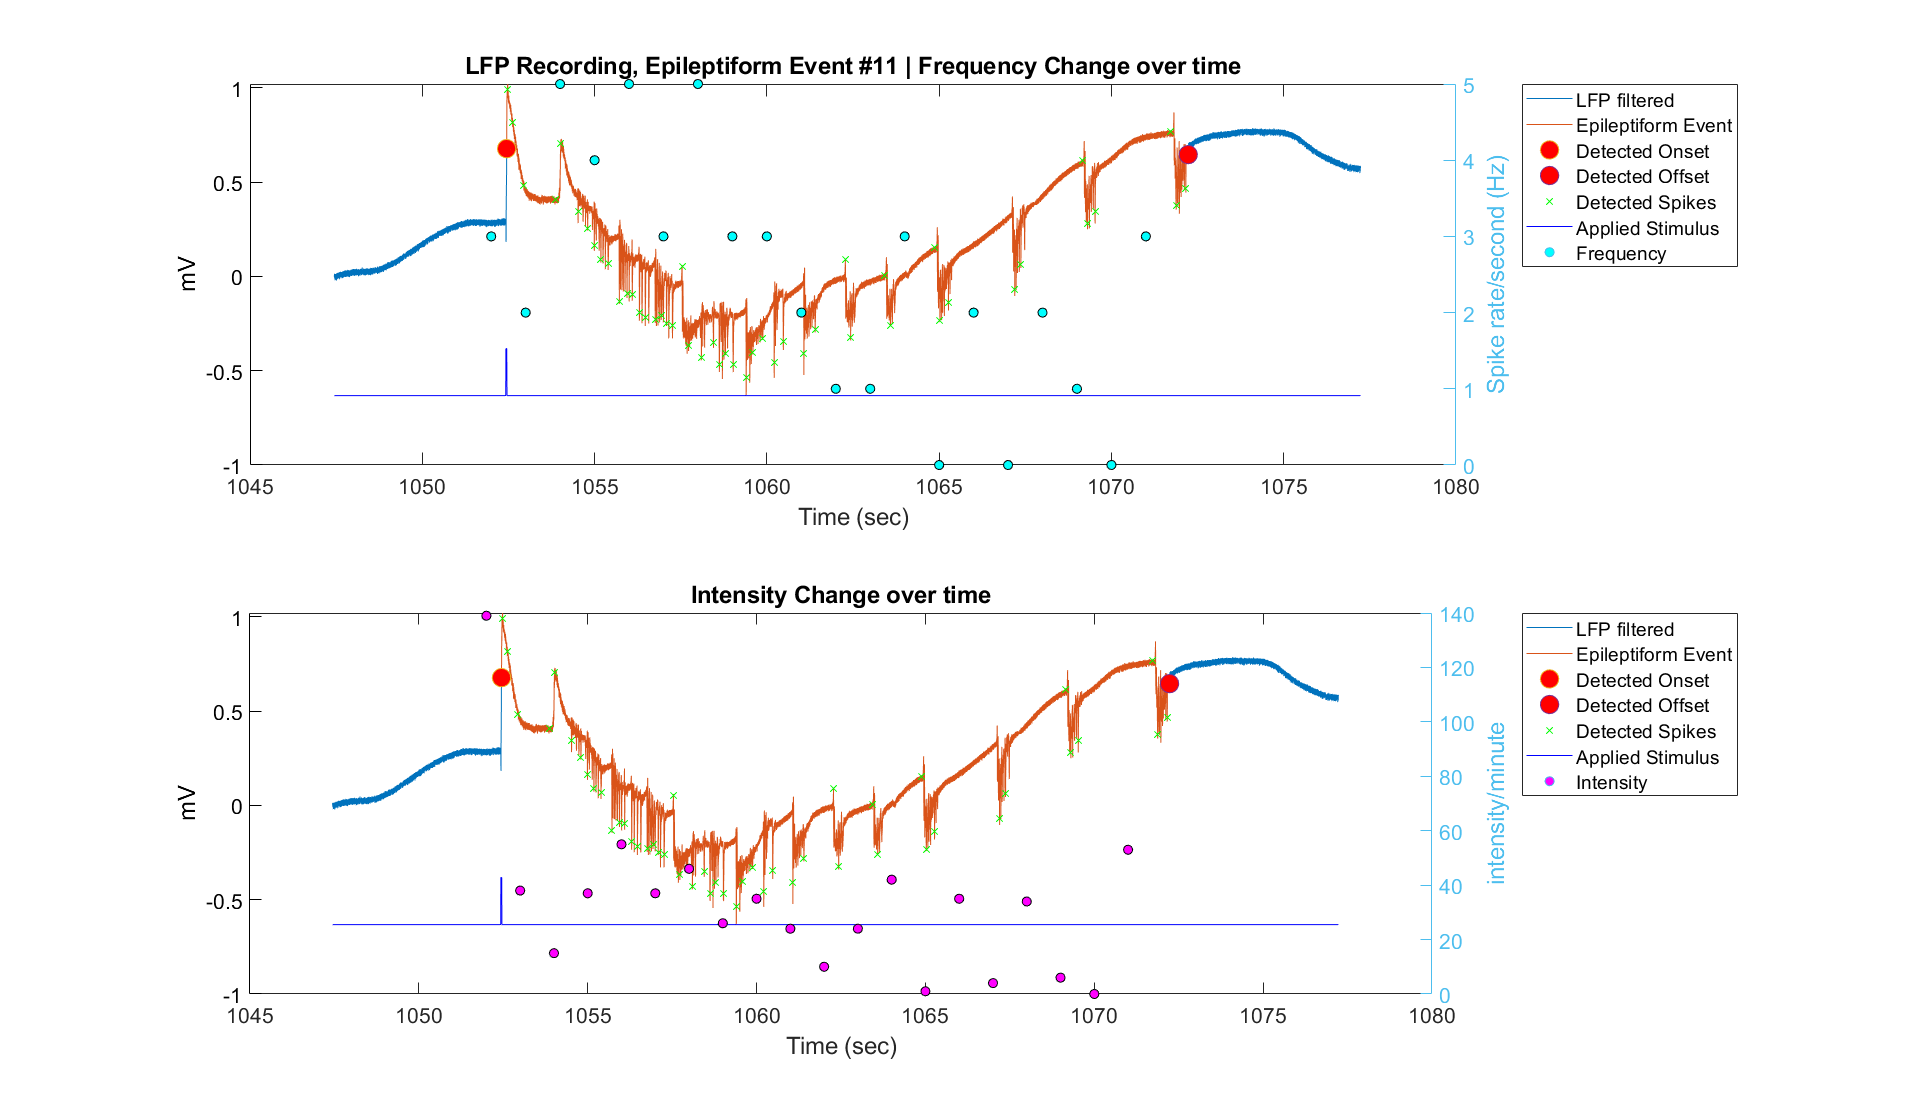 LFP Recording, Epileptiform Event #11 | Frequency Change over time
1
0.5
0
-0.5
-1
mV
1045
1050
1055
1060
1065
1070
1075
1080
Time (sec)
5
4
3
2
1
0
Spike rate/second (Hz)
LFP filtered
Epileptiform Event
Detected Onset
Detected Offset
Detected Spikes
Applied Stimulus
Frequency
Intensity Change over time
1
0.5
0
-0.5
-1
mV
1045
1050
1055
1060
1065
1070
1075
1080
Time (sec)
140
120
100
80
60
40
20
0
intensity/minute
LFP filtered
Epileptiform Event
Detected Onset
Detected Offset
Detected Spikes
Applied Stimulus
Intensity